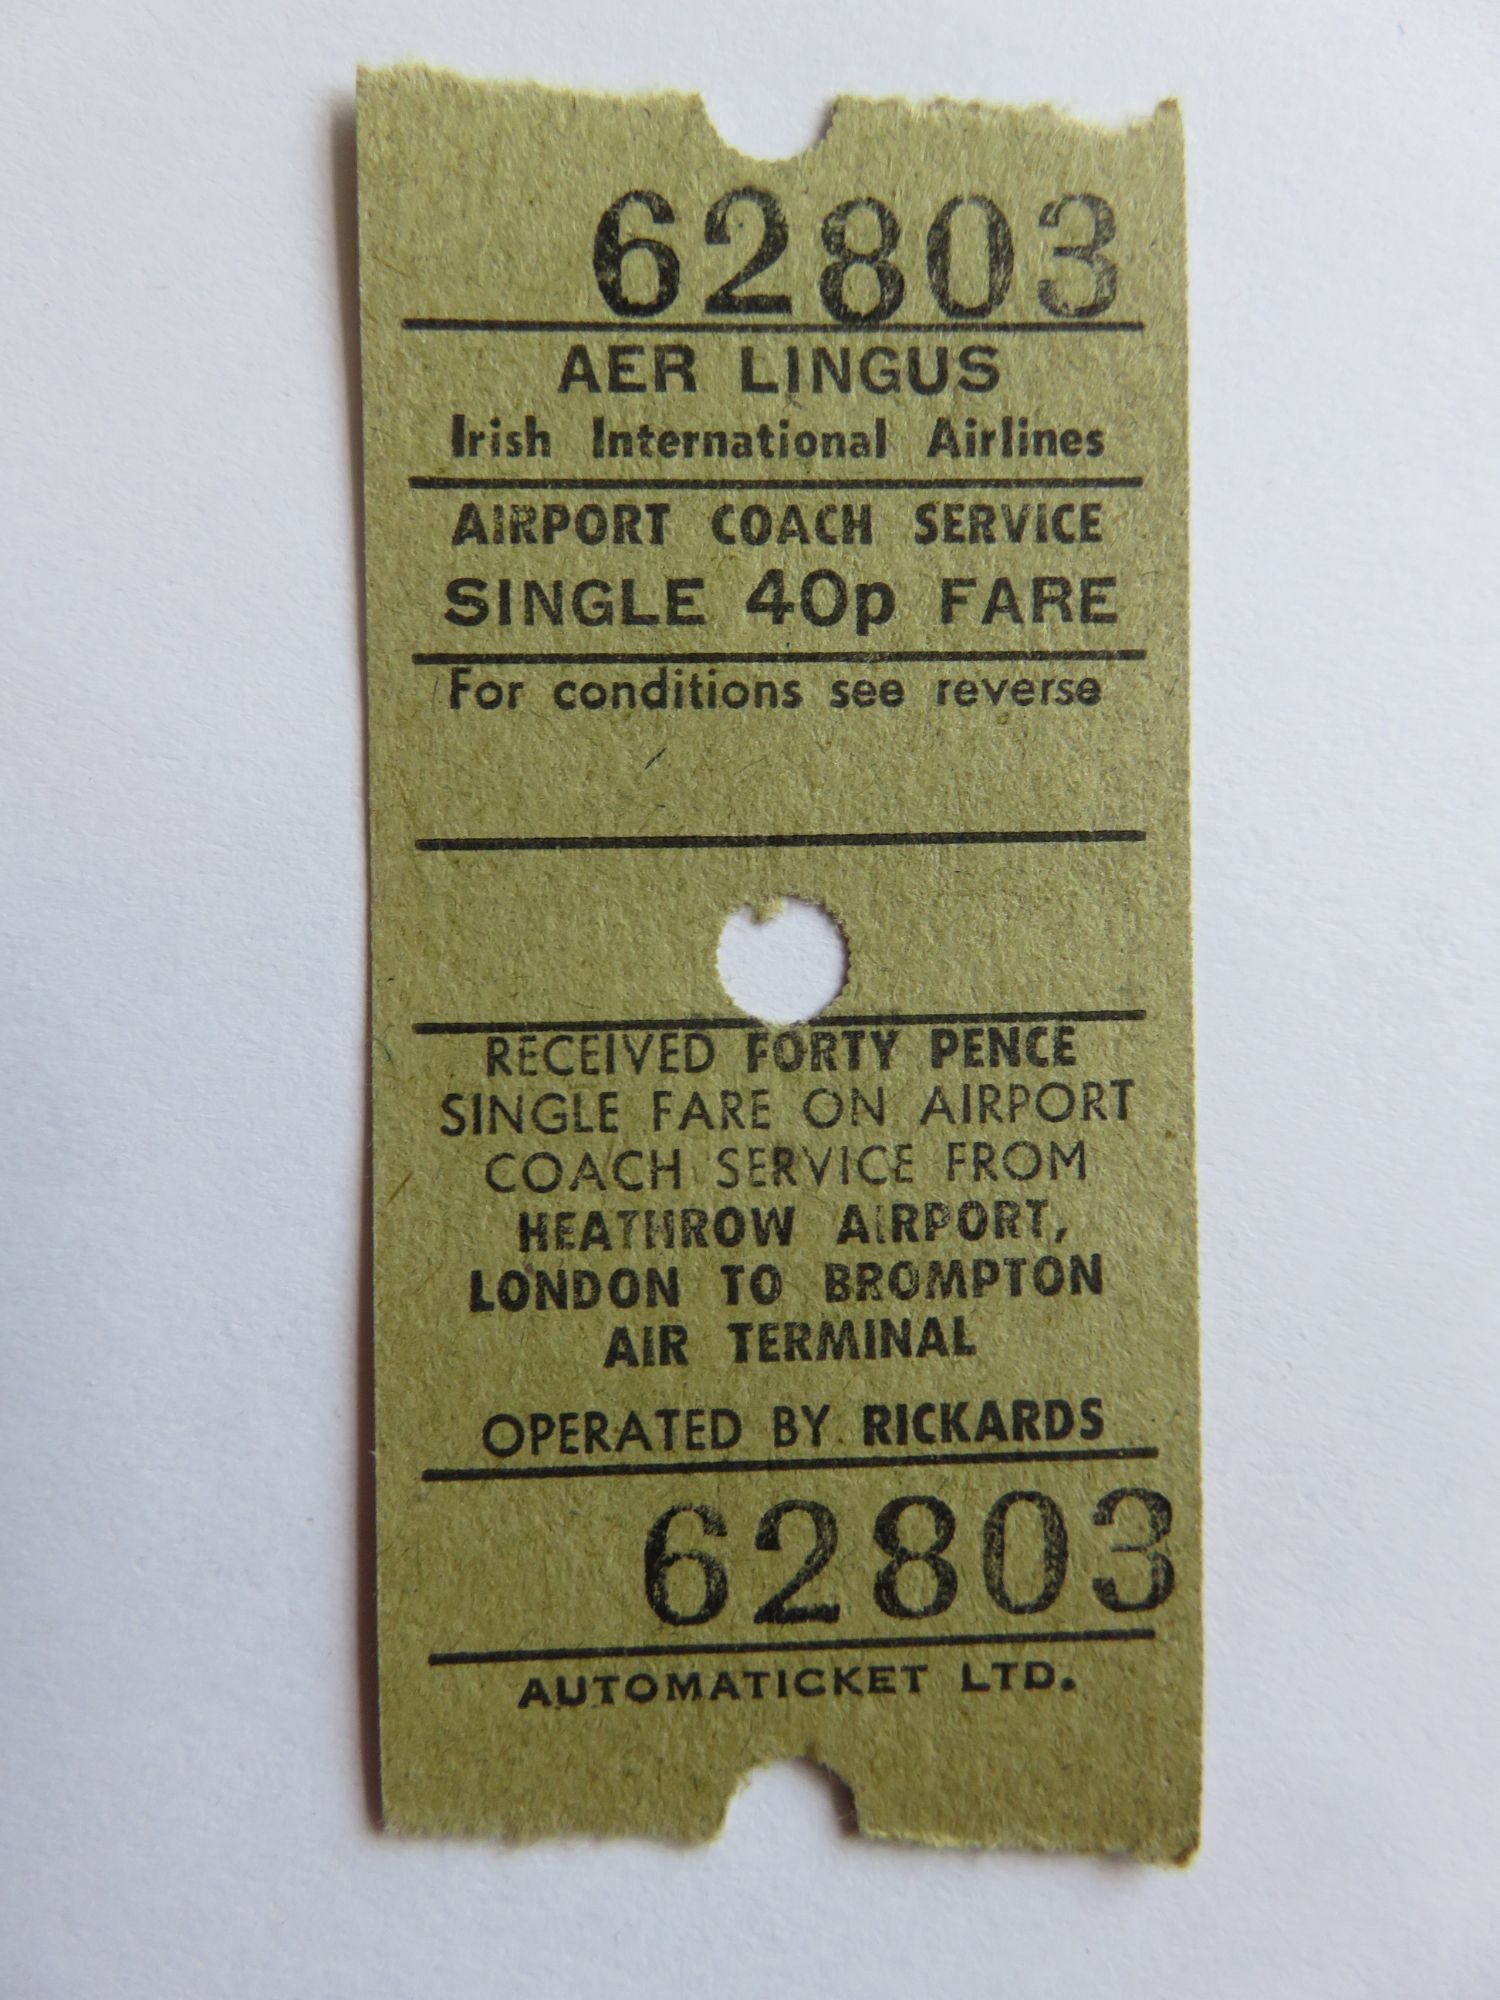 62803
AER LINGUS
Irish International Airlines
AIRPORT COACH SERVICE
SINGLE 40p FARE
For conditions see reverse
RECEIVED FORTY PENCE
SINGLE FARE ON AIRPORT
COACH SERVICE FROM
HEATHROW AIRPORT,
LONDON TO BROMPTON
AIR TERMINAL
OPERATED BY RICKARDS
62803
AUTOMATICKET LTD.